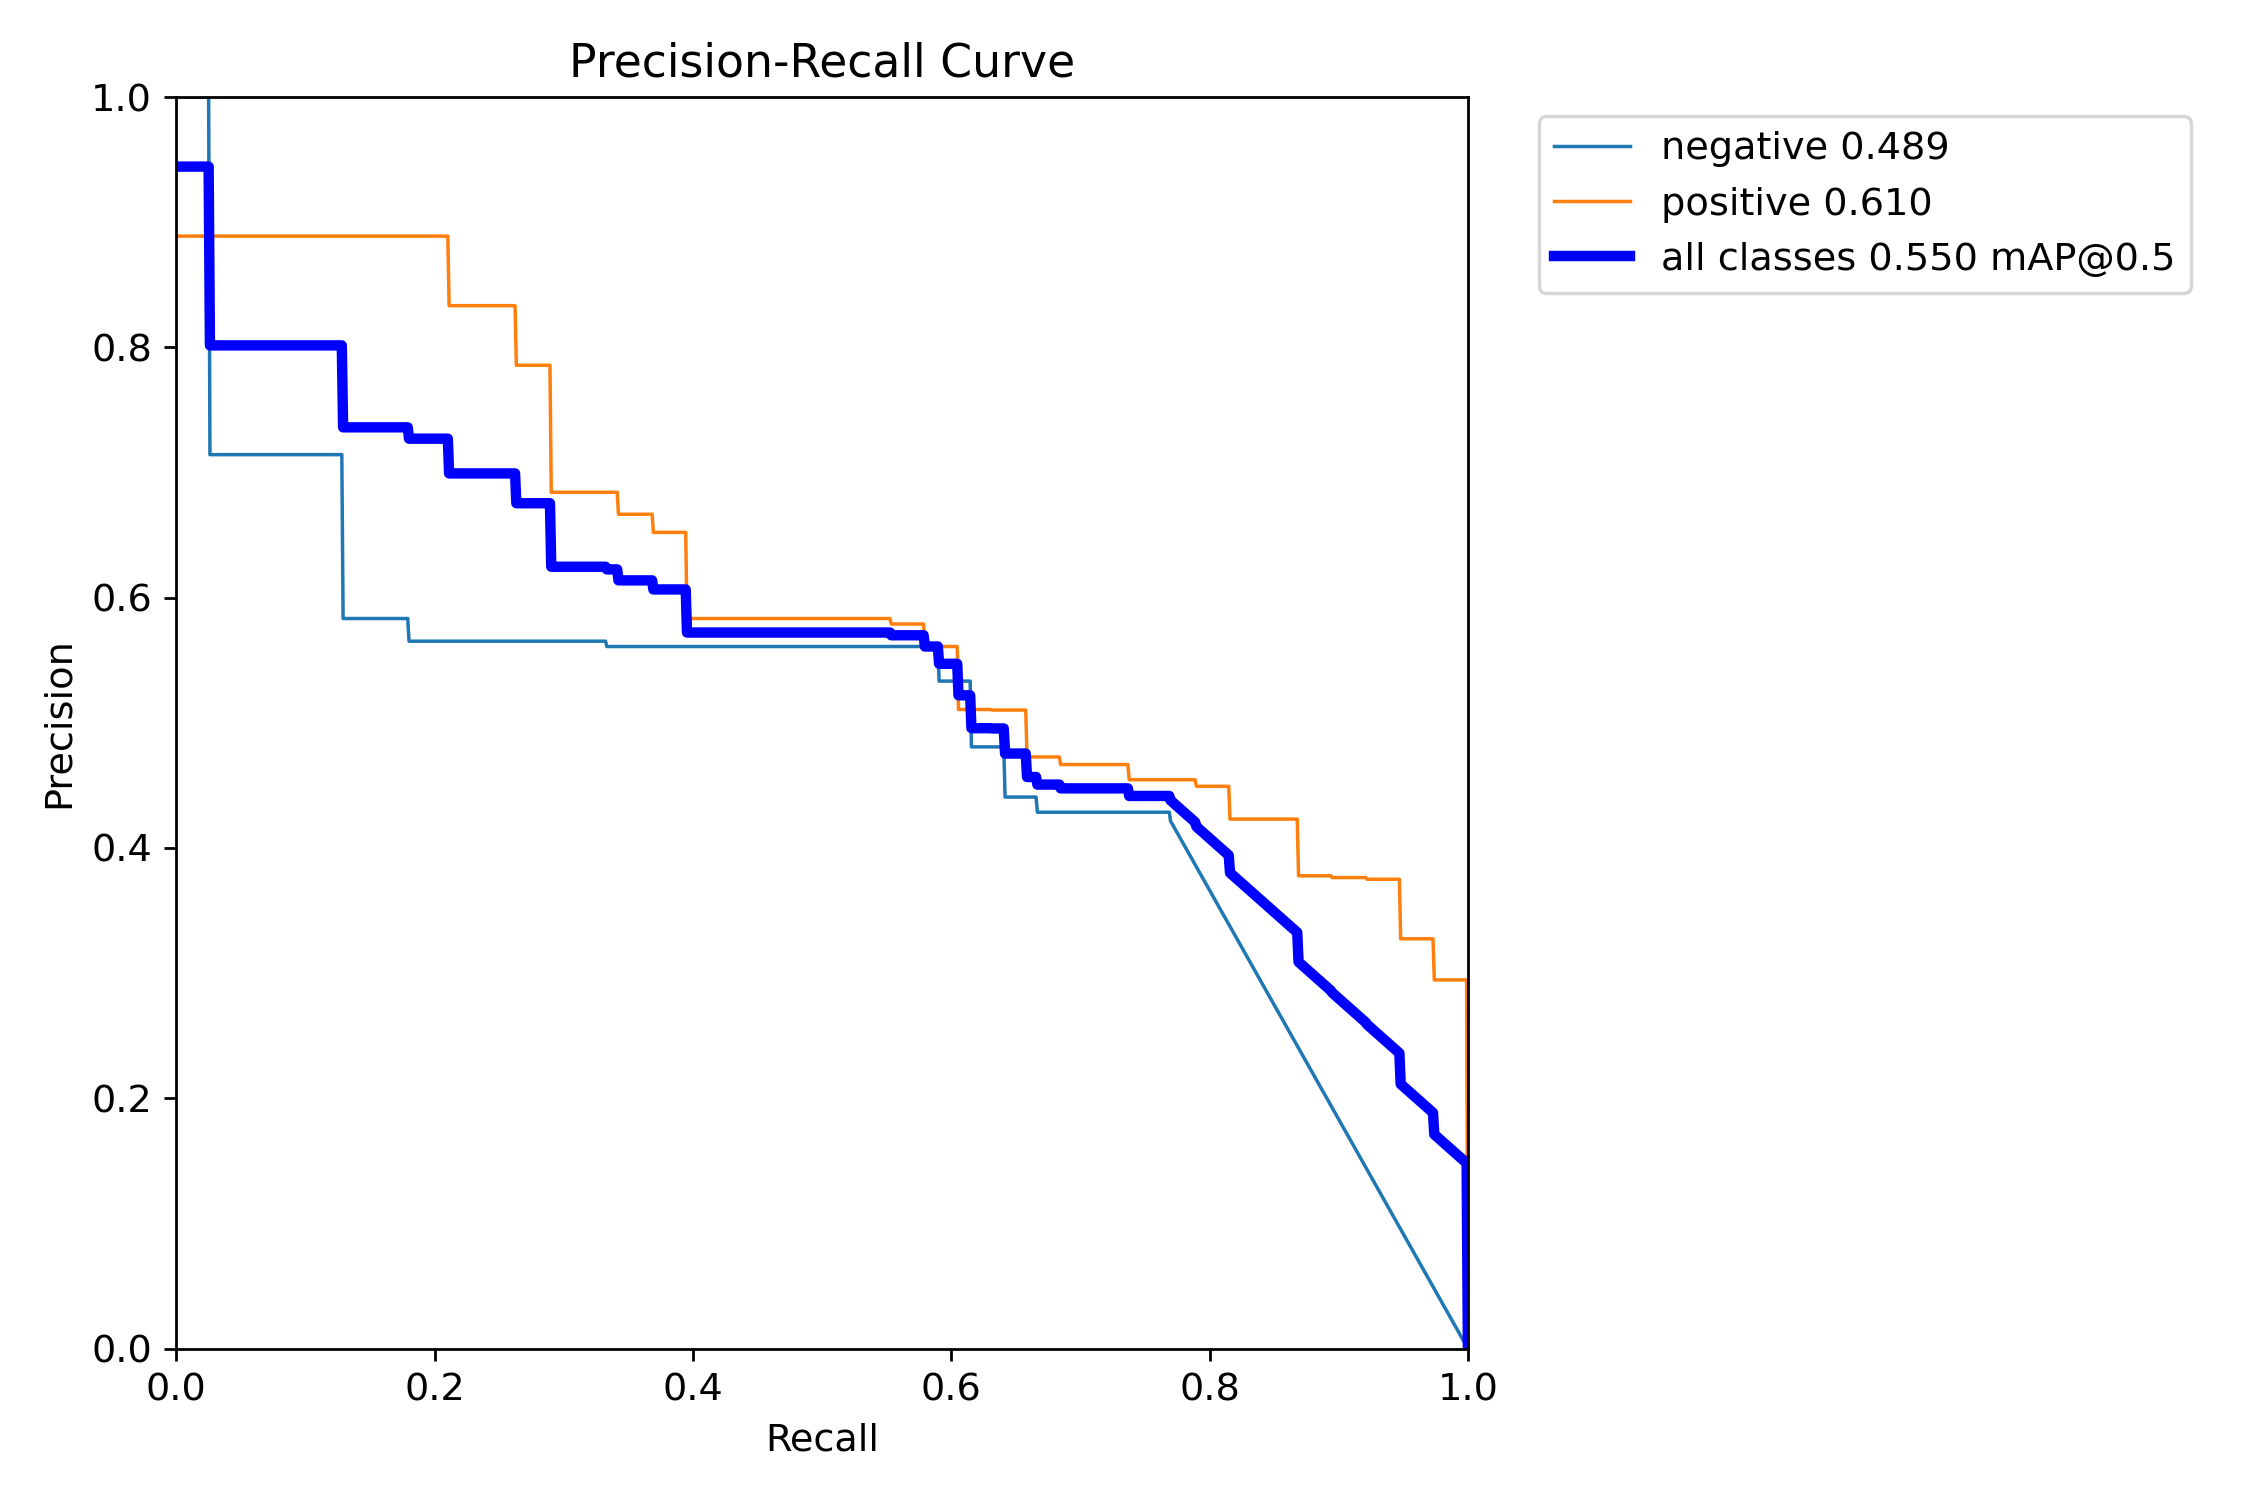 Precision-Recall Curve
1.0
0.8
0.6
0.4
0.2
0.0
Precision
0.0 0.2 0.4 0.6 0.8 1.0
Recall
negative 0.489
positive 0.610
all classes 0.550 mAP@0.5